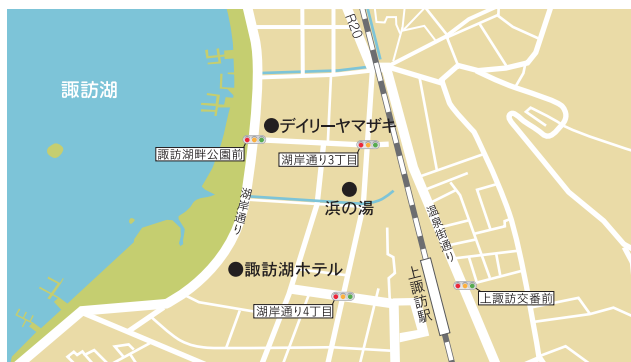 R20
諏訪湖
デイリーヤマザキ
諏訪湖畔公園前
湖岸通り3丁目
湖岸通り
浜の湯
温泉街通り
諏訪湖ホテル
上諏訪駅
上諏訪交番前
湖岸通り4丁目